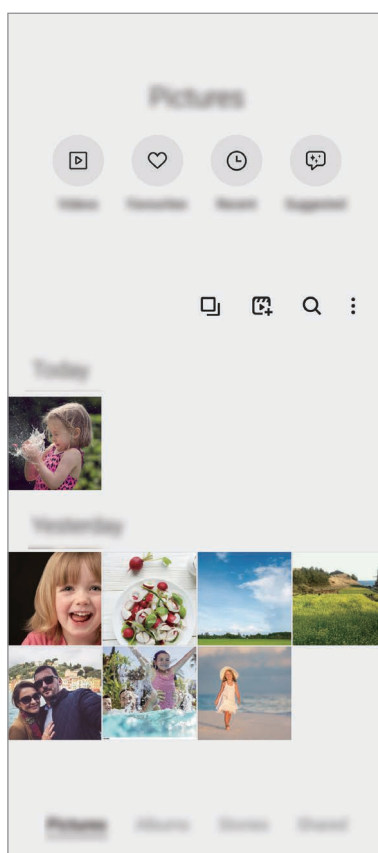 Pictures
Videos Favourites Recent Suggested
Today
Yesterday
Pictures Albums Stories Shared